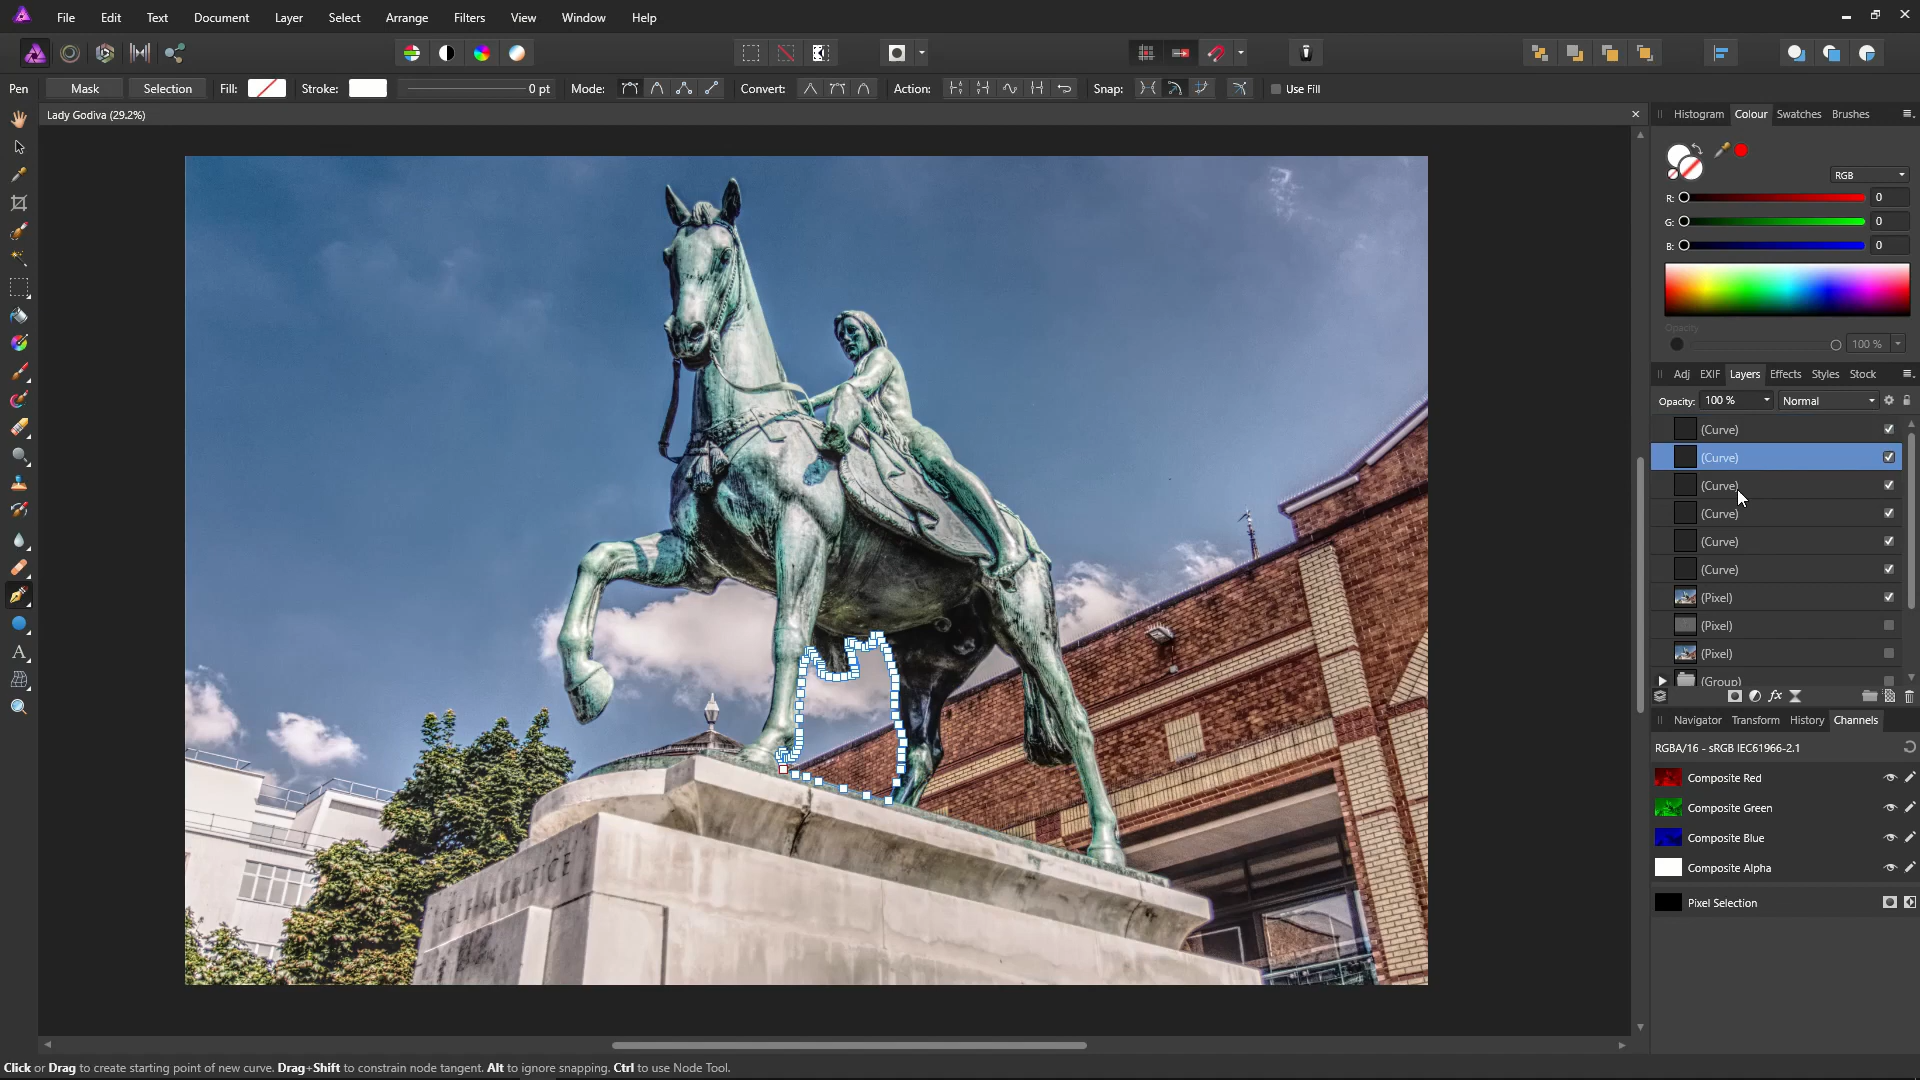 File Edit Text Document Layer Select Arrange Filters View Window Help
Pen Mask Selection Fill: Stroke: 0 pt Mode: Convert: Action: Snap: Use Fill
Lady Godiva (29.2%)
Histogram Colour Swatches Brushes
RGB
R: 0
G: 0
B: 0
Opacity
100 %
Adj EXIF Layers Effects Styles Stock
Opacity: 100 % Normal
(Curve)
(Curve)
(Curve)
(Curve)
(Curve)
(Curve)
(Pixel)
(Pixel)
(Pixel)
(Group)
Navigator Transform History Channels
RGBA/16 - sRGB IEC61966-2.1
Composite Red
Composite Green
Composite Blue
Composite Alpha
Pixel Selection
SELF SACRIFICE
Click or Drag to create starting point of new curve. Drag+Shift to constrain node tangent. Alt to ignore snapping. Ctrl to use Node Tool.